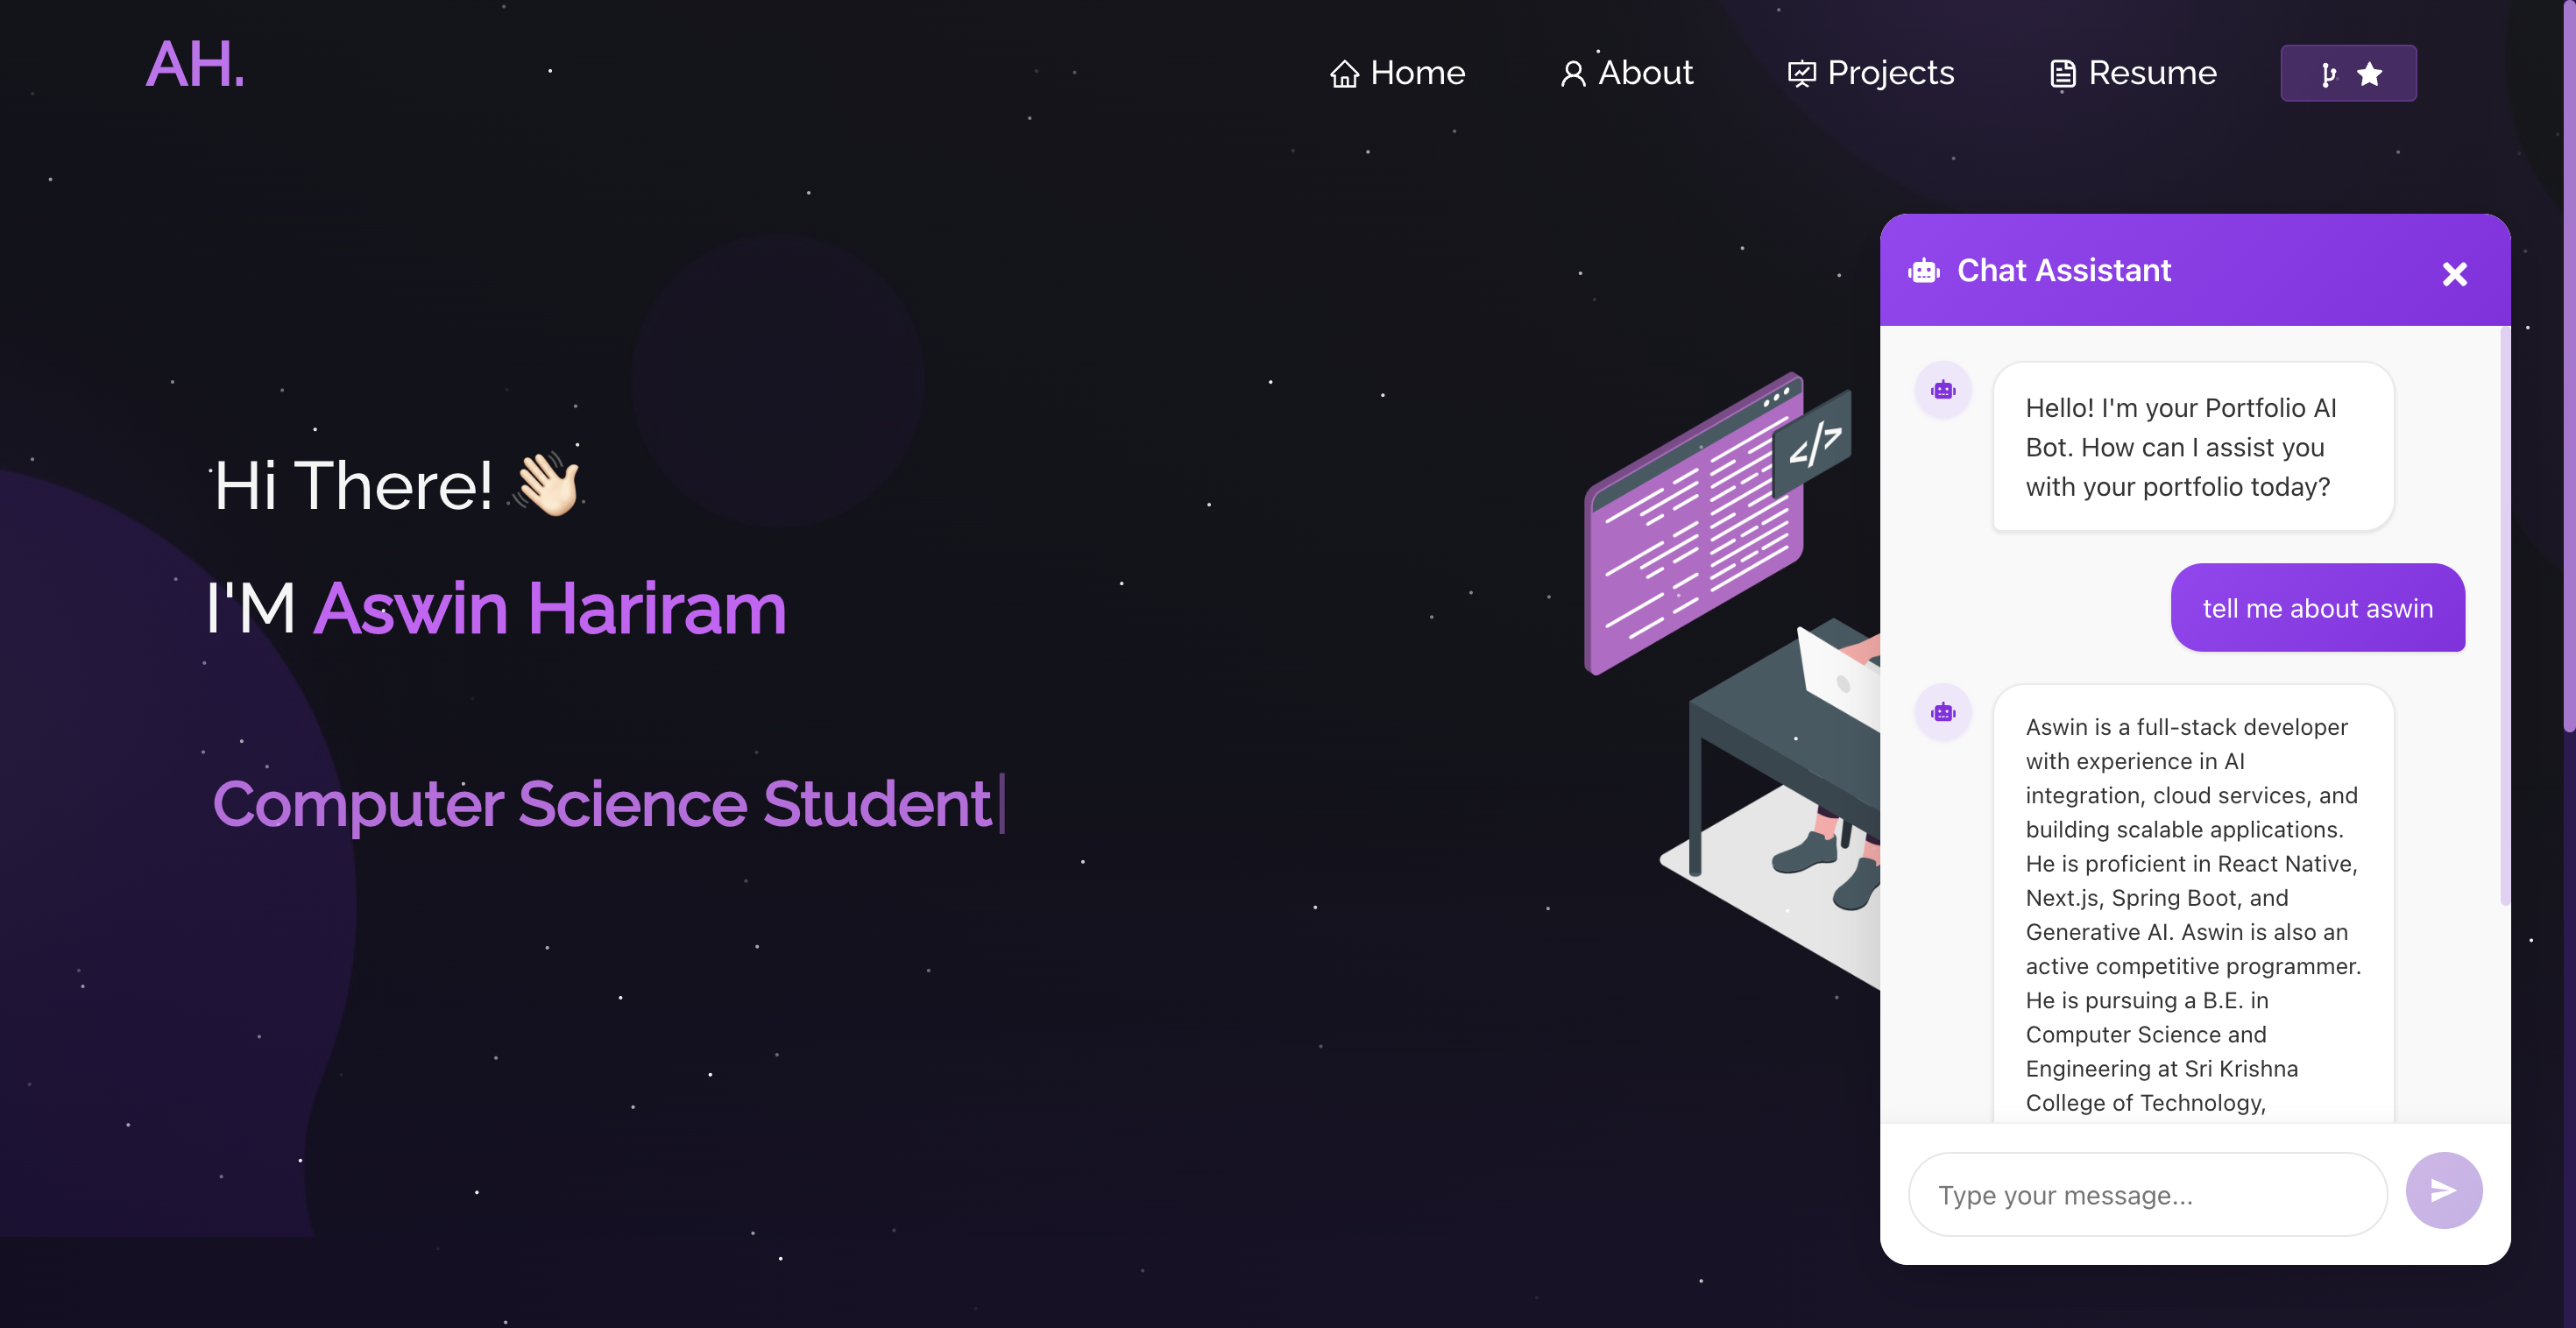 AH.
Home
About
Projects
Resume
Hi There! 👋🏻
I'M Aswin Hariram
Computer Science Student
</>
Chat Assistant
Hello! I'm your Portfolio AI
Bot. How can I assist you
with your portfolio today?
tell me about aswin
Aswin is a full-stack developer
with experience in AI
integration, cloud services, and
building scalable applications.
He is proficient in React Native,
Next.js, Spring Boot, and
Generative AI. Aswin is also an
active competitive programmer.
He is pursuing a B.E. in
Computer Science and
Engineering at Sri Krishna
College of Technology,
Type your message...